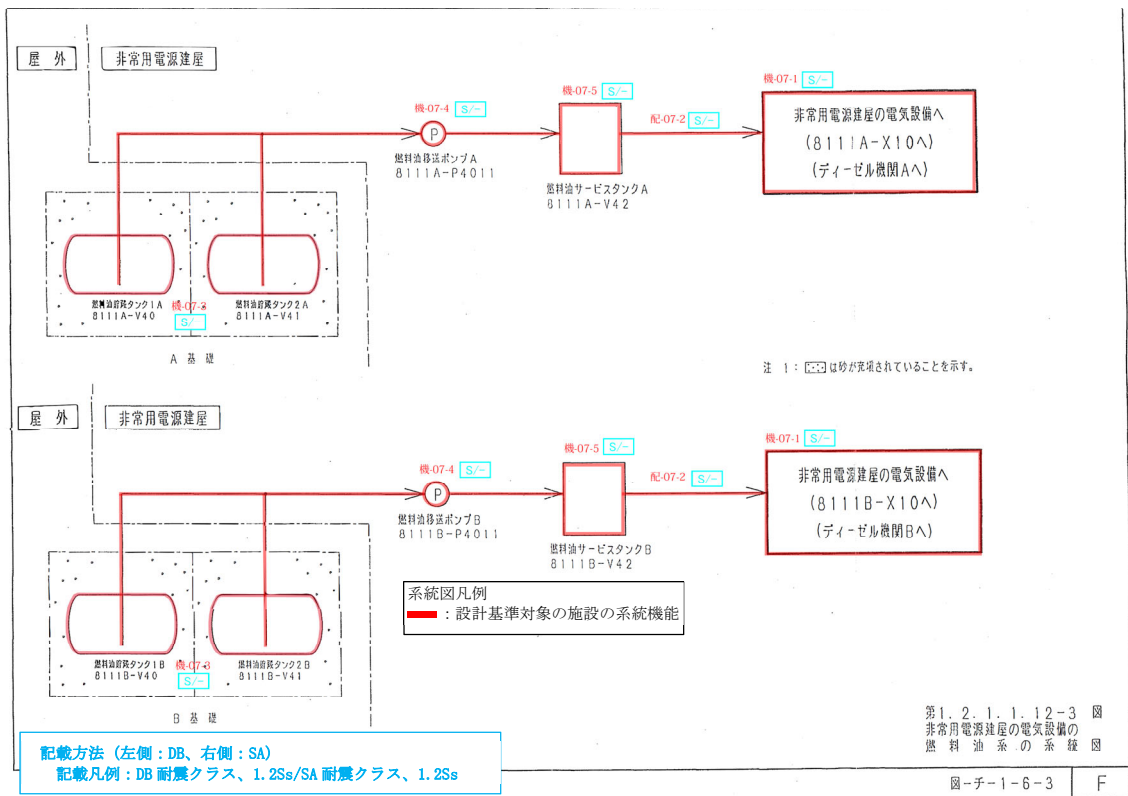 屋 外
非常用電源建屋
機-07-4 S/-
P
燃料油移送ポンプA
8111A-P4011
機-07-5 S/-
燃料油サービスタンクA
8111A-V42
配-07-2 S/-
機-07-1 S/-
非常用電源建屋の電気設備へ
(8111A-X10へ)
(ディーゼル機関Aへ)
燃料油貯蔵タンク1A
8111A-V40
機-07-3
S/
燃料油貯蔵タンク2A
8111A-V41
A 基 礎
注 1: は砂が充填されていることを示す。
屋 外
非常用電源建屋
機-07-4 S/-
P
燃料油移送ポンプB
8111B-P4011
機-07-5 S/-
燃料油サービスタンクB
8111B-V42
配-07-2 S/-
機-07-1 S/-
非常用電源建屋の電気設備へ
(8111B-X10へ)
(ディーゼル機関Bへ)
燃料油貯蔵タンク1B
8111B-V40
機-07-3
S/-
燃料油貯蔵タンク2B
8111B-V41
B 基 礎
系統図凡例
:設計基準対象の施設の系統機能
記載方法(左側:DB、右側:SA)
記載凡例:DB 耐震クラス、1.2Ss/SA 耐震クラス、1.2Ss
第1.2.1.1.12-3 図
非常用電源建屋の電気設備の
燃 料 油 系 の 系 統 図
図-チ-1-6-3
F